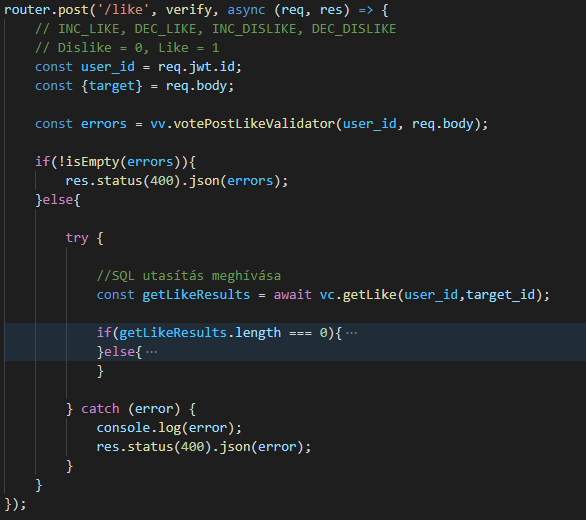 router.post('/like', verify, async (req, res) => {
// INC_LIKE, DEC_LIKE, INC_DISLIKE, DEC_DISLIKE
// Dislike = 0, Like = 1
const user_id = req.jwt.id;
const {target} = req.body;
const errors = vv.votePostLikeValidator(user_id, req.body);
if(!isEmpty(errors)){
res.status(400).json(errors);
}else{
try {
//SQL utasítás meghívása
const getLikeResults = await vc.getLike(user_id,target_id);
if(getLikeResults.length === 0){ ···
}else{ ···
}
} catch (error) {
console.log(error);
res.status(400).json(error);
}
}
});